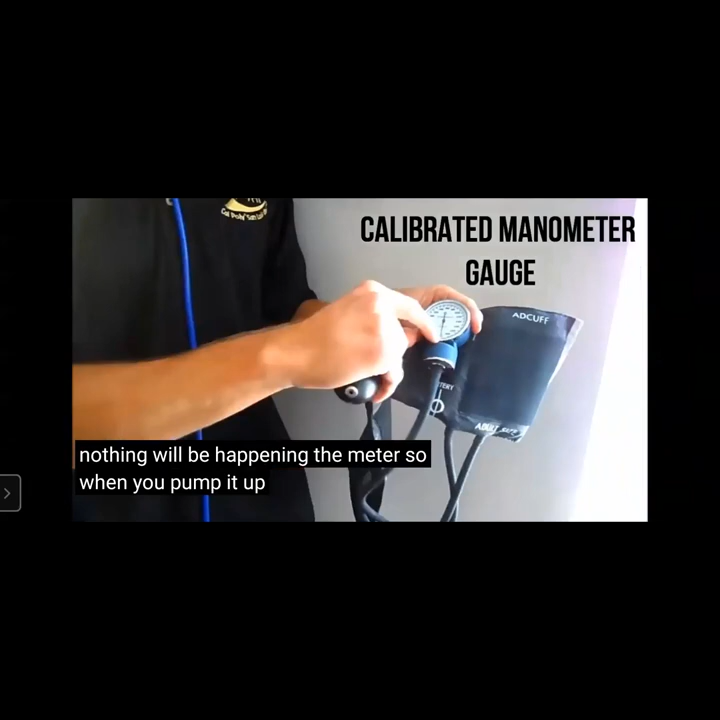 CALIBRATED MANOMETER
GAUGE
ADCUFF
nothing will be happening the meter so
when you pump it up